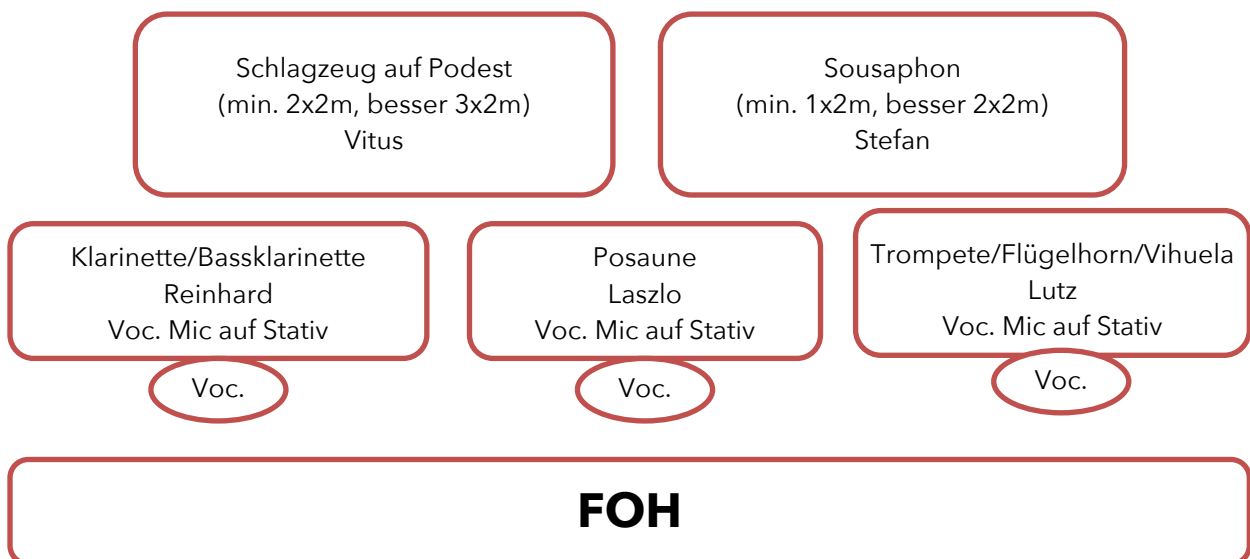 Schlagzeug auf Podest
(min. 2x2m, besser 3x2m)
Vitus
Sousaphon
(min. 1x2m, besser 2x2m)
Stefan
Klarinette/Bassklarinette
Reinhard
Voc. Mic auf Stativ
Voc.
Posaune
Laszlo
Voc. Mic auf Stativ
Voc.
Trompete/Flügelhorn/Vihuela
Lutz
Voc. Mic auf Stativ
Voc.
FOH